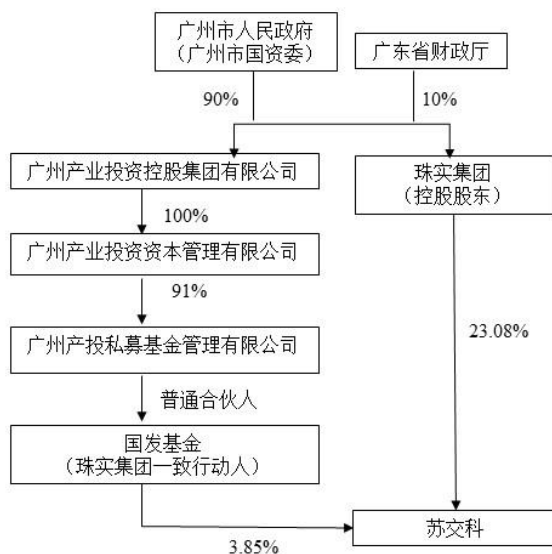 广州市人民政府
（广州市国资委）
广东省财政厅
90%
10%
广州产业投资控股集团有限公司
珠实集团
（控股股东）
100%
广州产业投资资本管理有限公司
91%
23.08%
广州产投私募基金管理有限公司
普通合伙人
国发基金
（珠实集团一致行动人）
苏交科
3.85%